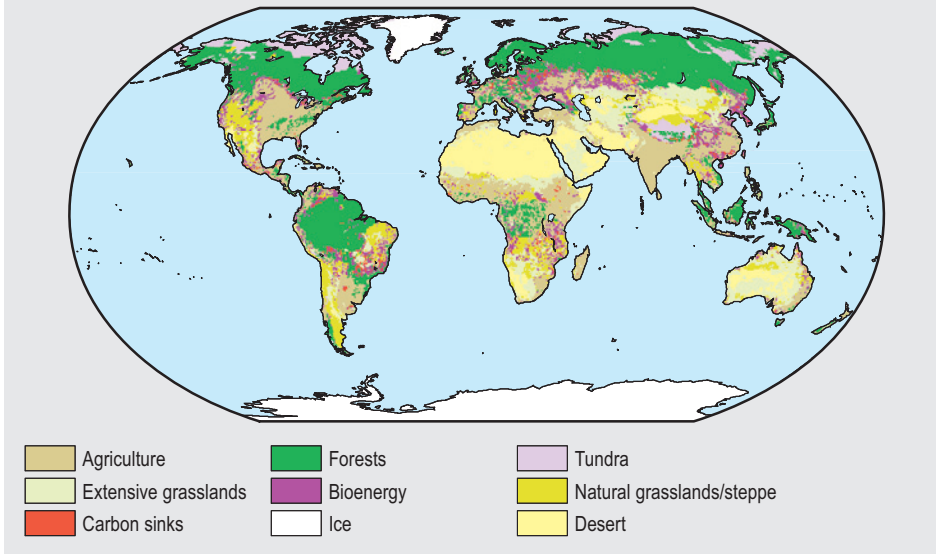 Agriculture
Forests
Tundra
Extensive grasslands
Bioenergy
Natural grasslands/steppe
Carbon sinks
Ice
Desert